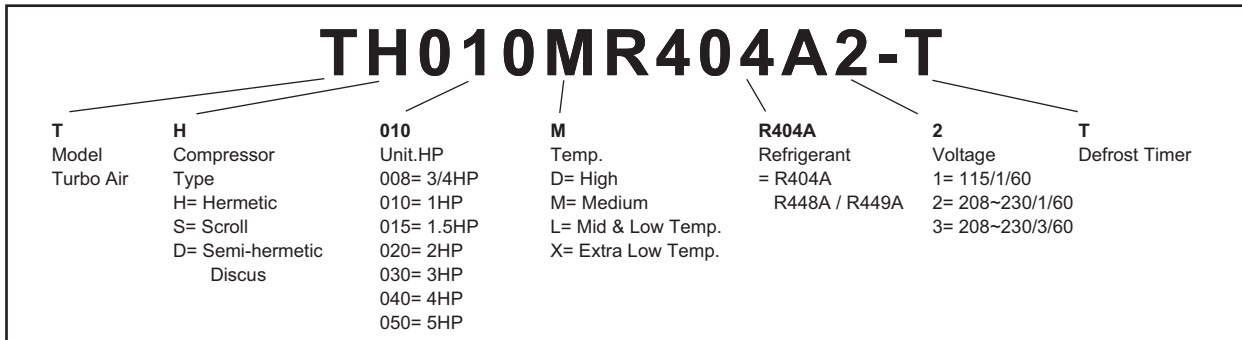 TH010MR404A2-T
T
Model
Turbo Air
H
Compressor
Type
H= Hermetic
S= Scroll
D= Semi-hermetic
Discus
010
Unit.HP
008= 3/4HP
010= 1HP
015= 1.5HP
020= 2HP
030= 3HP
040= 4HP
050= 5HP
M
Temp.
D= High
M= Medium
L= Mid & Low Temp.
X= Extra Low Temp.
R404A
Refrigerant
= R404A
R448A / R449A
2
Voltage
1= 115/1/60
2= 208~230/1/60
3= 208~230/3/60
T
Defrost Timer